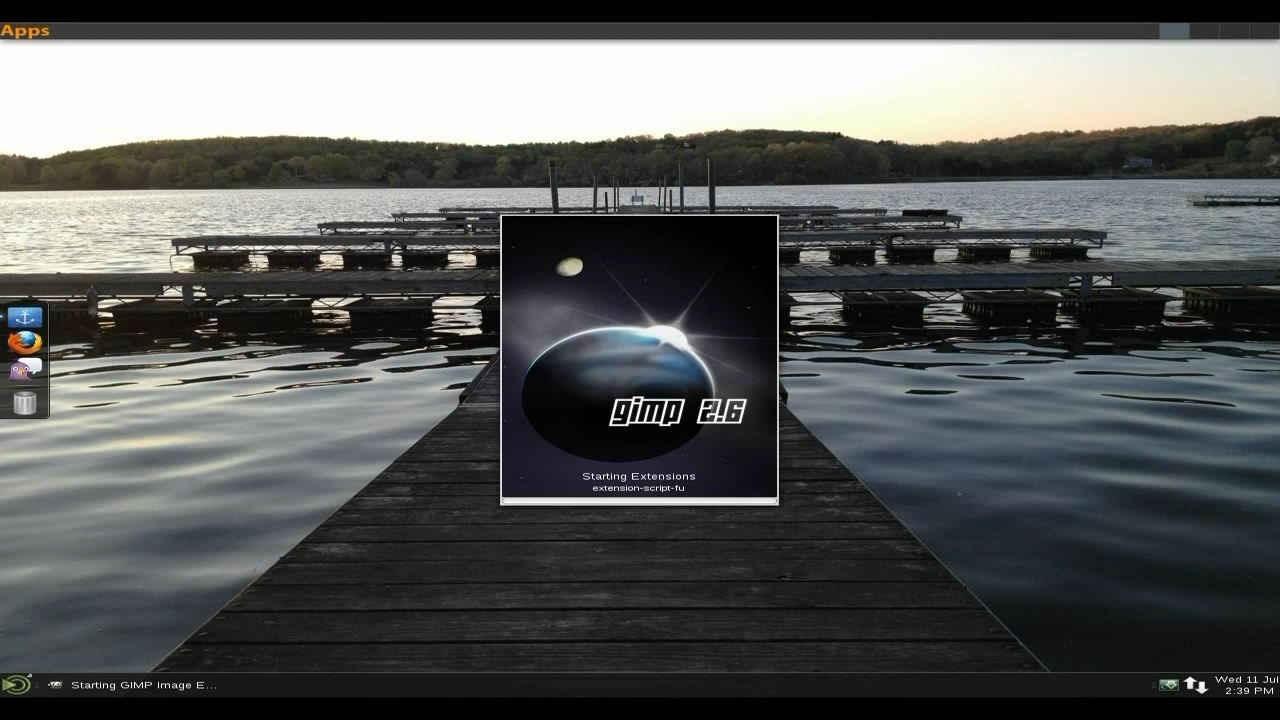 Apps
gimp 2.6
Starting Extensions
extension-script-fu
Starting GIMP Image E...
Wed 11 Jul
2:39 PM